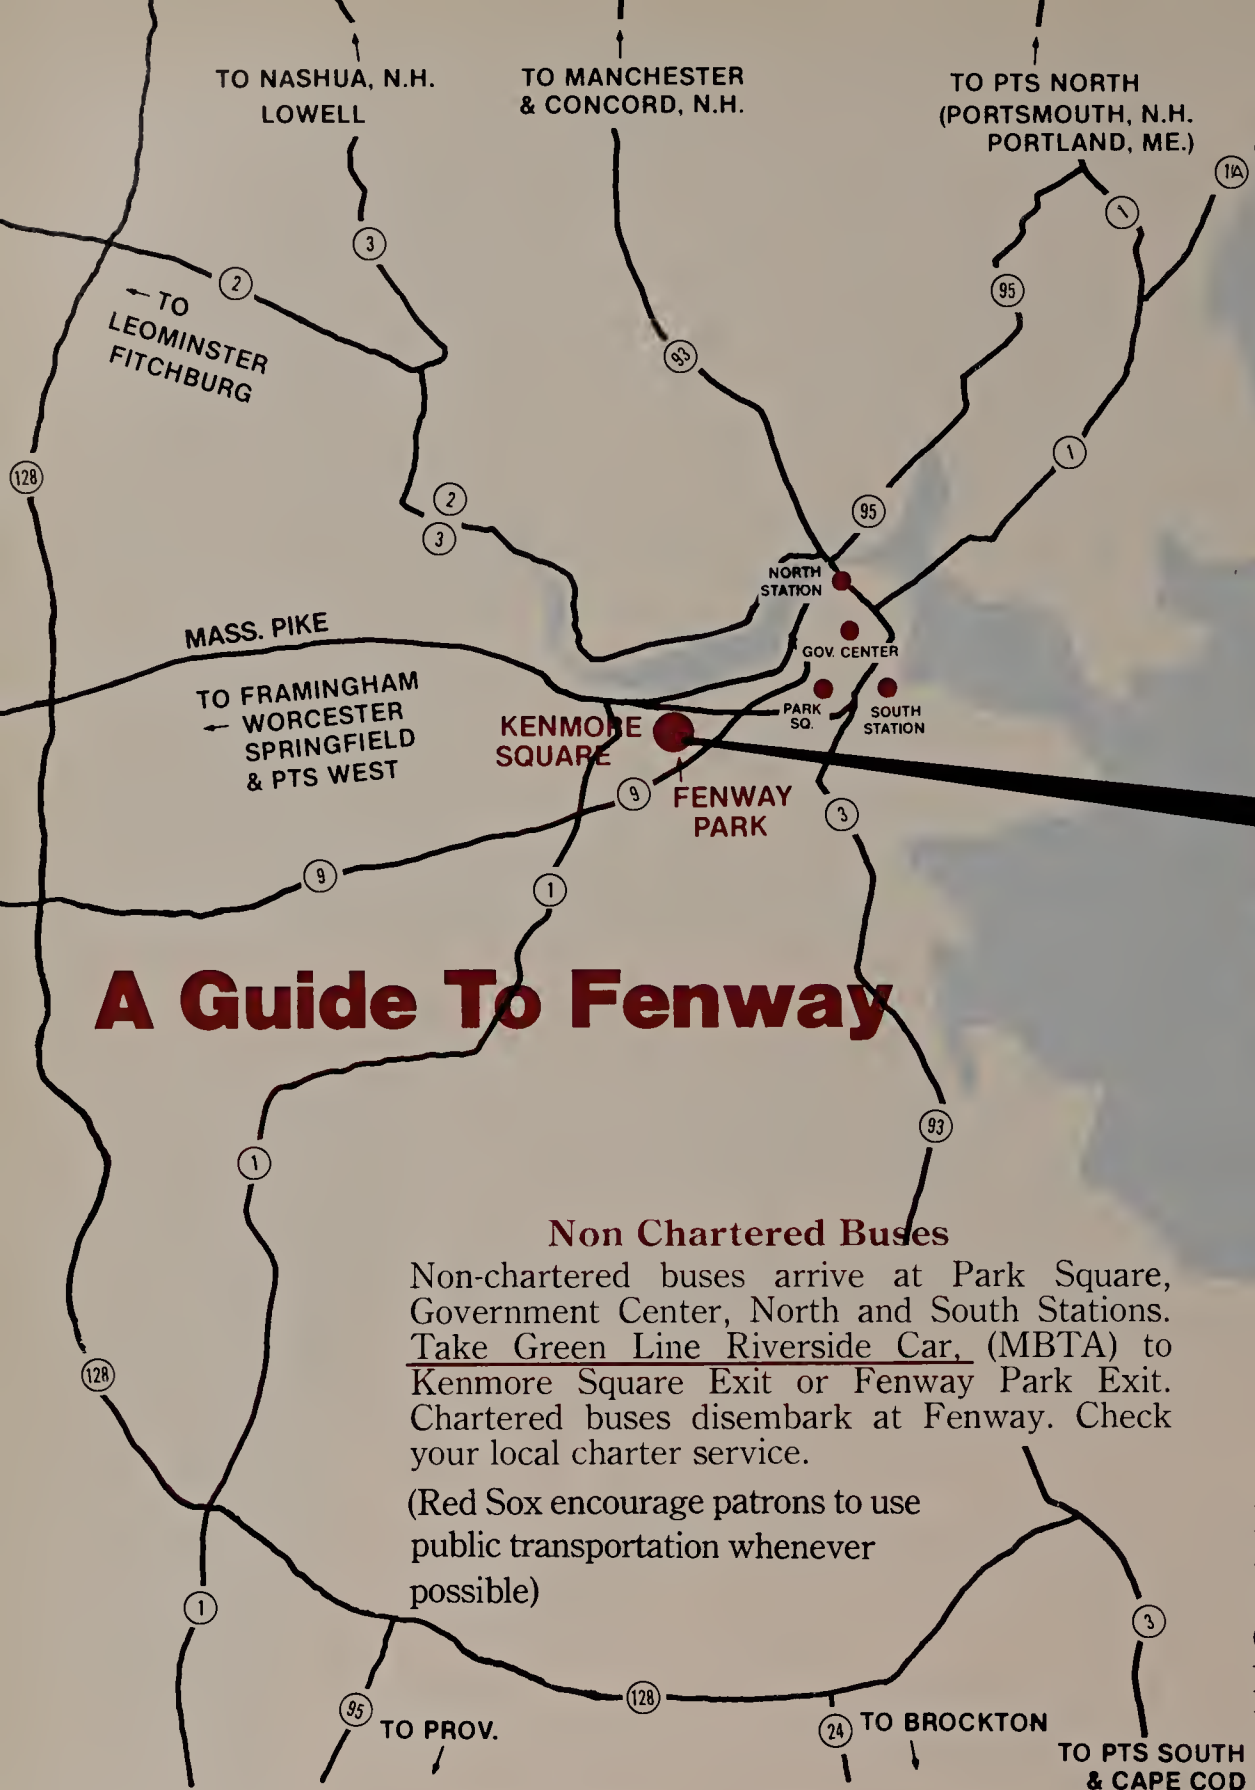 TO NASHUA, N.H.
LOWELL
TO MANCHESTER
& CONCORD, N.H.
TO PTS NORTH
(PORTSMOUTH, N.H.
PORTLAND, ME.)
1A
1
3
2
95
← TO
LEOMINSTER
FITCHBURG
93
1
128
2
3
95
NORTH
STATION
MASS. PIKE
GOV. CENTER
TO FRAMINGHAM
← WORCESTER
SPRINGFIELD
& PTS WEST
KENMORE
SQUARE
PARK
SQ.
SOUTH
STATION
9
FENWAY
PARK
3
9
1
A Guide To Fenway
93
1
Non Chartered Buses
Non-chartered buses arrive at Park Square,
Government Center, North and South Stations.
Take Green Line Riverside Car, (MBTA) to
Kenmore Square Exit or Fenway Park Exit.
Chartered buses disembark at Fenway. Check
your local charter service.
128
(Red Sox encourage patrons to use
public transportation whenever
possible)
1
3
128
95
TO PROV.
24
TO BROCKTON
TO PTS SOUTH
& CAPE COD